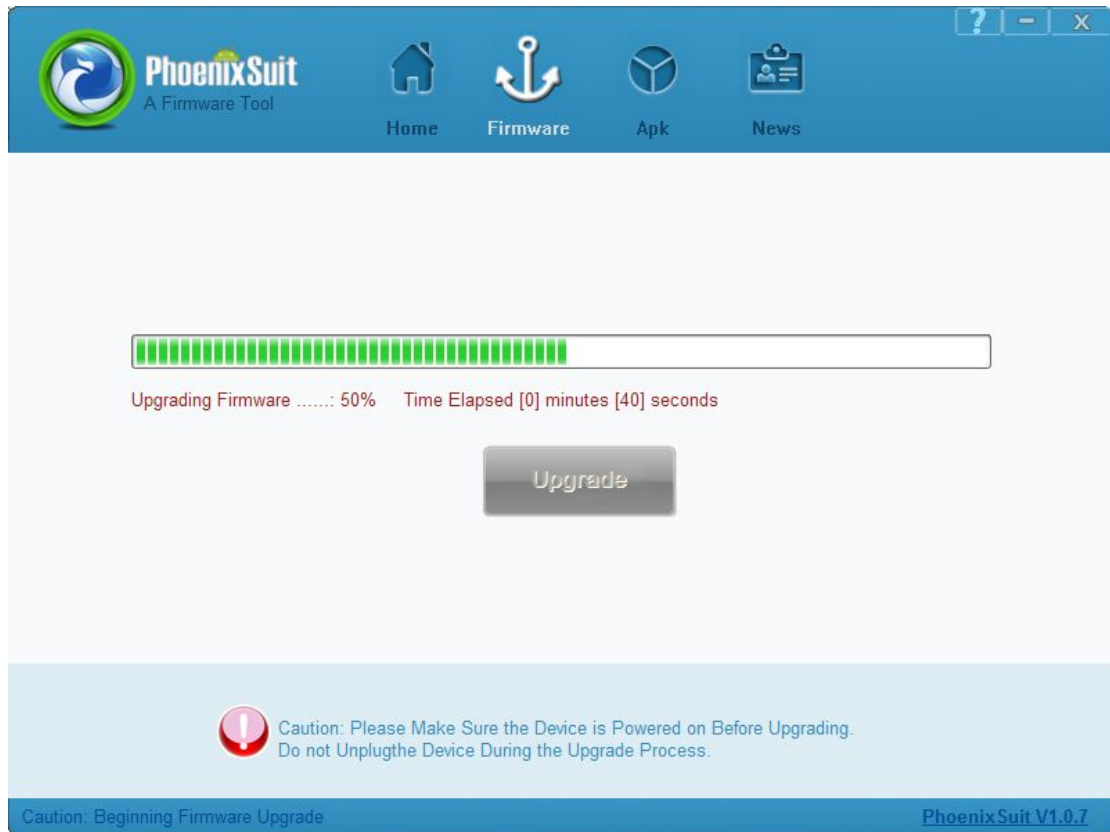 ? – X
PhoenixSuit
A Firmware Tool
Home Firmware Apk News
Upgrading Firmware ......: 50% Time Elapsed [0] minutes [40] seconds
Upgrade
Caution: Please Make Sure the Device is Powered on Before Upgrading.
Do not Unplugthe Device During the Upgrade Process.
Caution: Beginning Firmware Upgrade PhoenixSuit V1.0.7